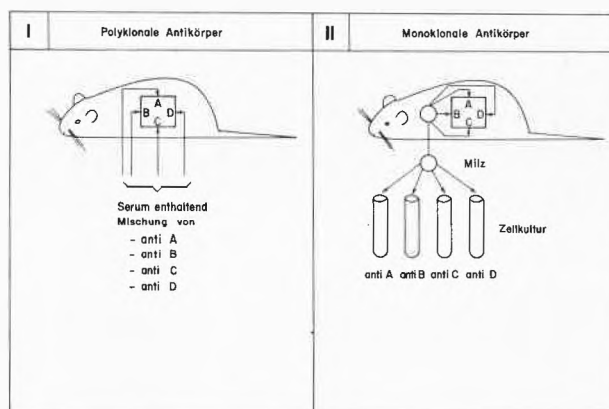 I
Polyklonale Antikörper
A
B D
C
Serum enthaltend
Mischung von
- anti A
- anti B
- anti C
- anti D
II
Monoklonale Antikörper
A
B D
C
Milz
Zellkultur
anti A anti B anti C anti D